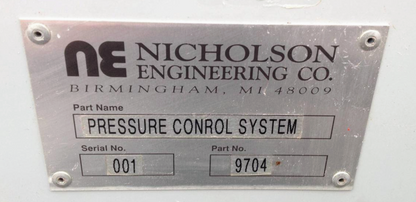 NE NICHOLSON
ENGINEERING CO.
BIRMINGHAM, MI 48009
Part Name
PRESSURE CONROL SYSTEM
Serial No. Part No.
001 9704